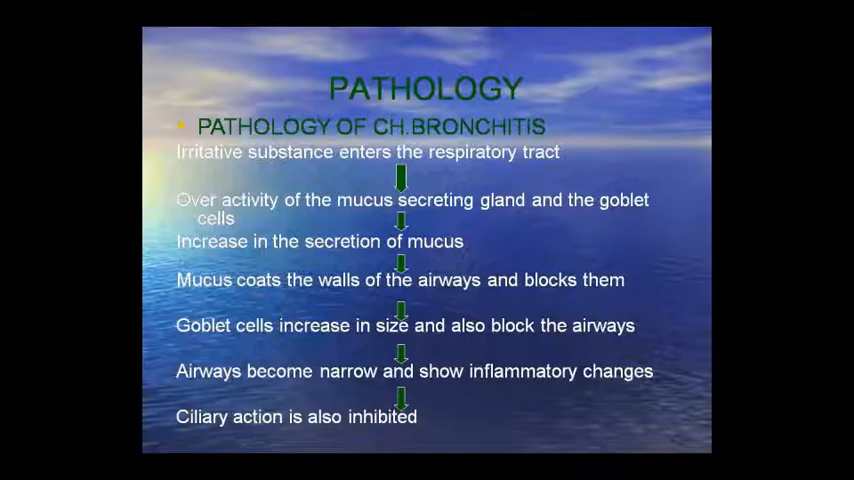 PATHOLOGY
PATHOLOGY OF CH.BRONCHITIS
Irritative substance enters the respiratory tract
Over activity of the mucus secreting gland and the goblet
cells
Increase in the secretion of mucus
Mucus coats the walls of the airways and blocks them
Goblet cells increase in size and also block the airways
Airways become narrow and show inflammatory changes
Ciliary action is also inhibited